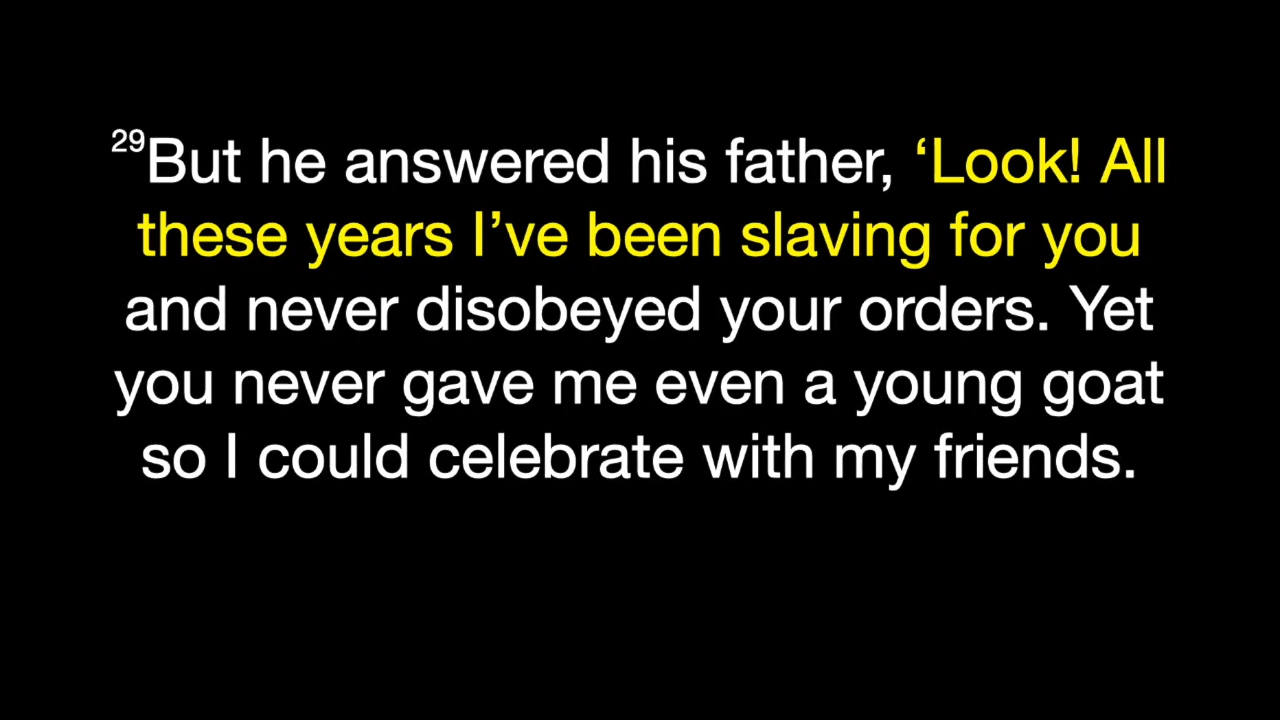 29But he answered his father, ‘Look! All
these years I’ve been slaving for you
and never disobeyed your orders. Yet
you never gave me even a young goat
so I could celebrate with my friends.